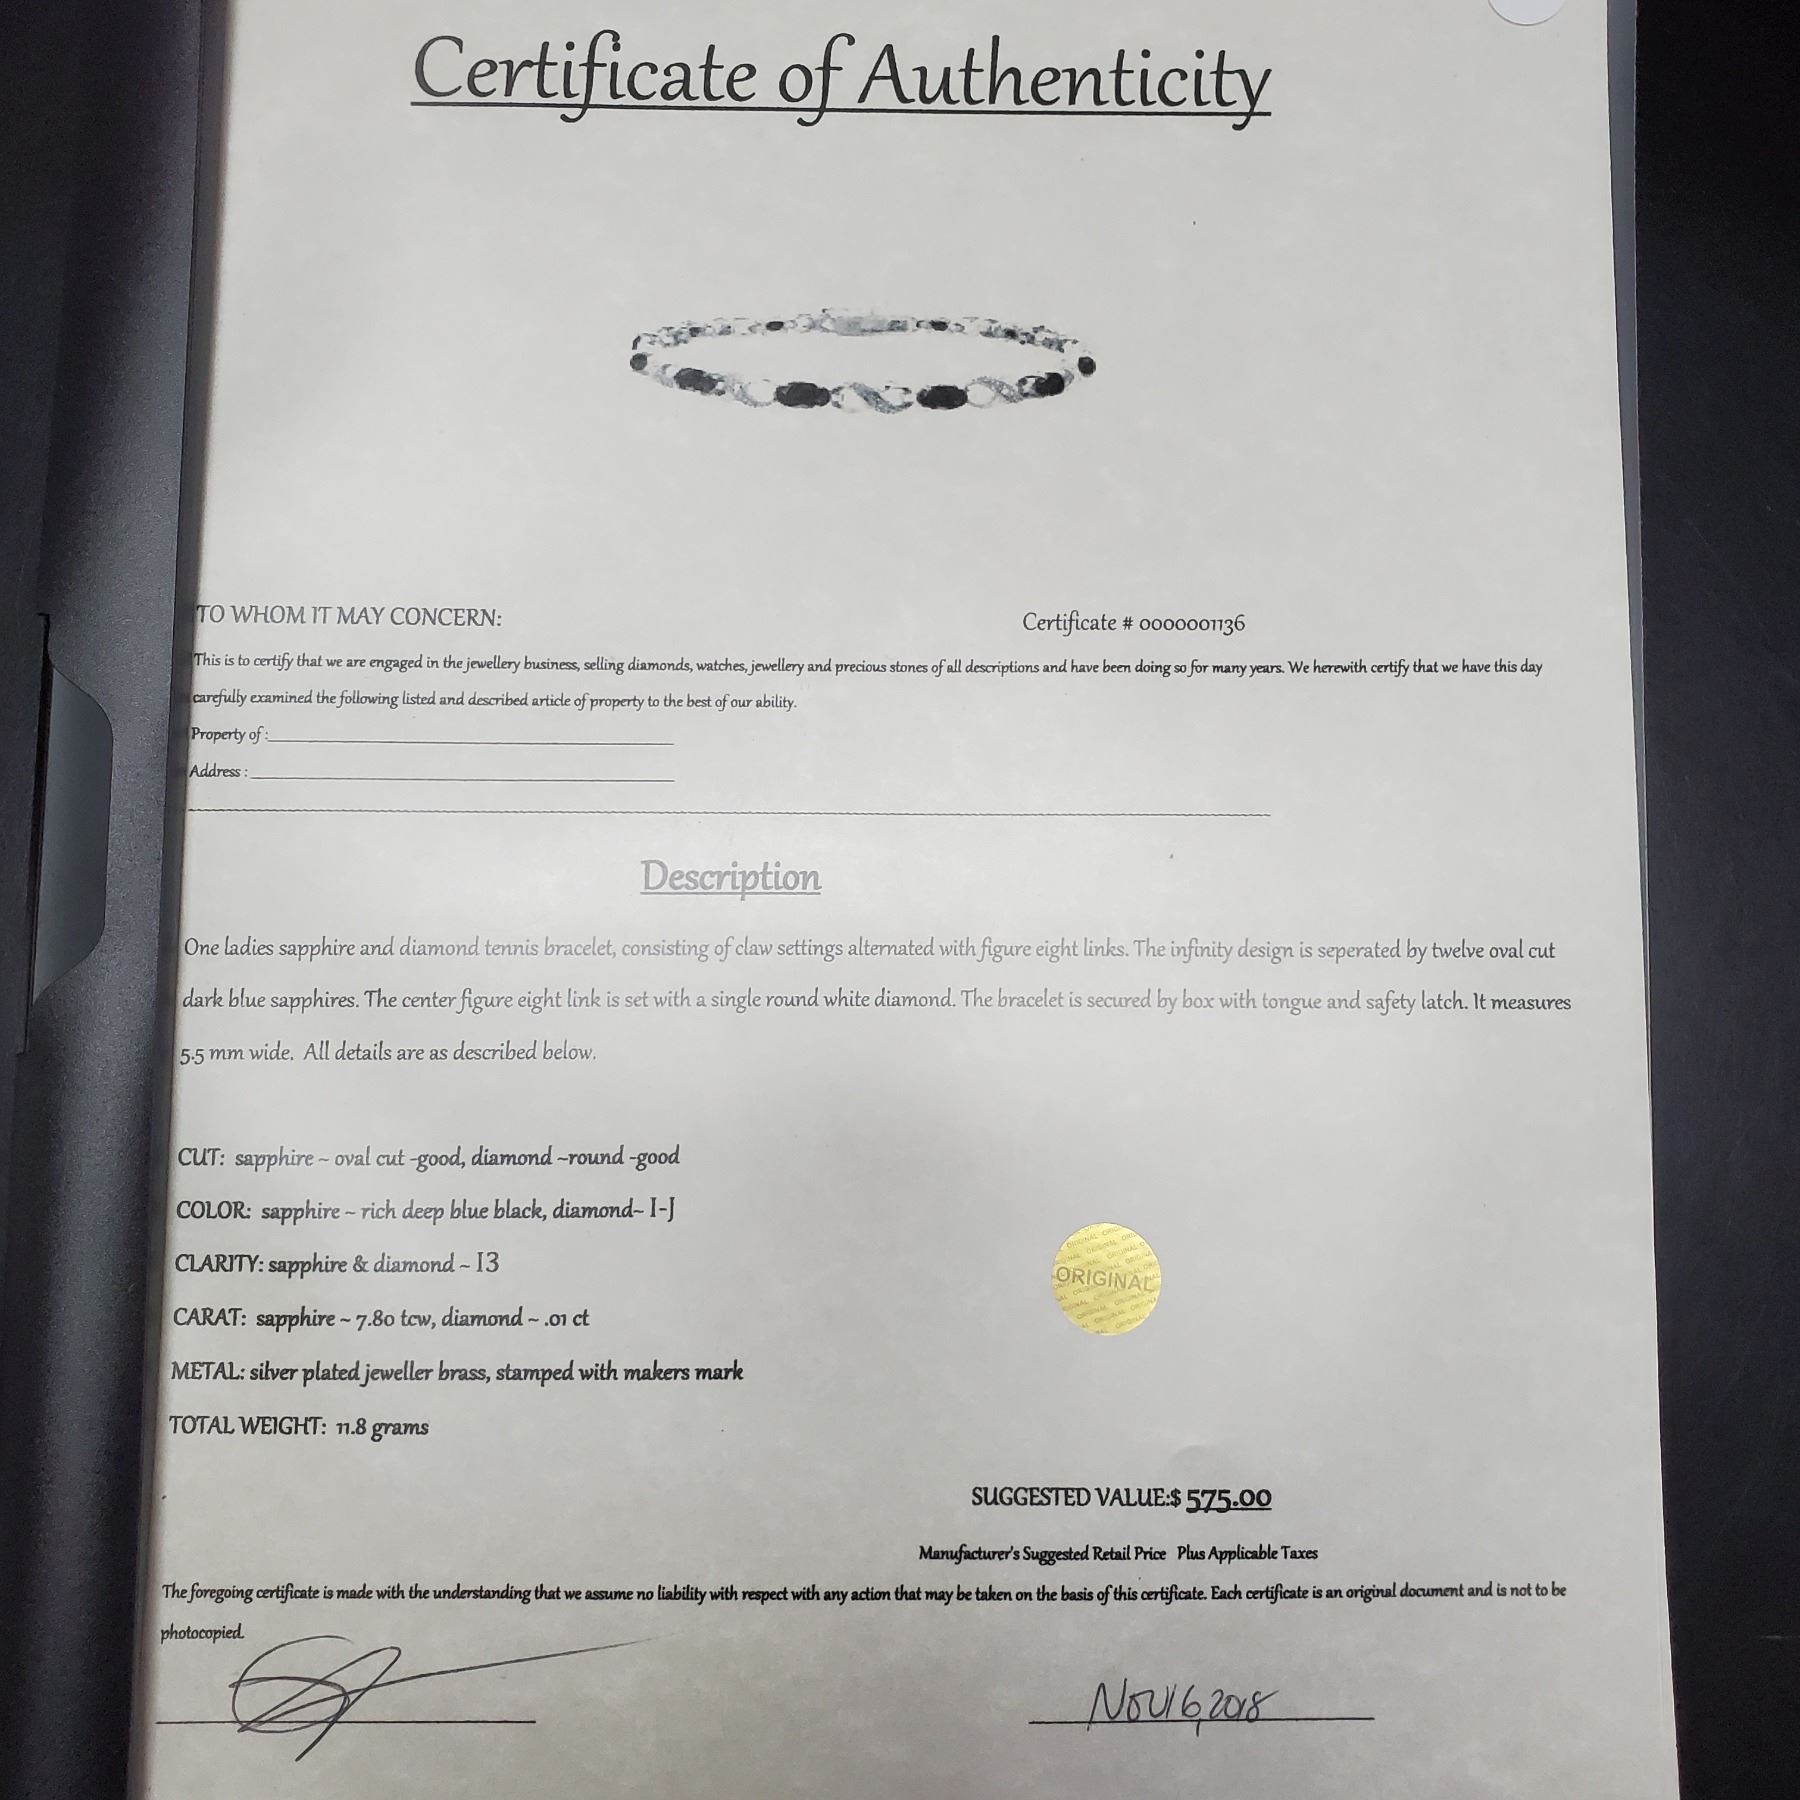 Certificate of Authenticity
TO WHOM IT MAY CONCERN:
Certificate # 0000001136
This is to certify that we are engaged in the jewellery business, selling diamonds, watches, jewellery and precious stones of all descriptions and have been doing so for many years. We herewith certify that we have this day
carefully examined the following listed and described article of property to the best of our ability.
Property of :
Address :
Description
One ladies sapphire and diamond tennis bracelet, consisting of claw settings alternated with figure eight links. The infinity design is seperated by twelve oval cut
dark blue sapphires. The center figure eight link is set with a single round white diamond. The bracelet is secured by box with tongue and safety latch. It measures
5.5 mm wide. All details are as described below.
CUT: sapphire ~ oval cut -good, diamond ~round -good
COLOR: sapphire ~ rich deep blue black, diamond~ I-J
CLARITY: sapphire & diamond ~ I3
ORIGINAL
CARAT: sapphire ~ 7.80 tcw, diamond ~ .01 ct
METAL: silver plated jeweller brass, stamped with makers mark
TOTAL WEIGHT: 11.8 grams
SUGGESTED VALUE:$ 575.00
Manufacturer's Suggested Retail Price Plus Applicable Taxes
The foregoing certificate is made with the understanding that we assume no liability with respect with any action that may be taken on the basis of this certificate. Each certificate is an original document and is not to be
photocopied.
Nov 16, 2018